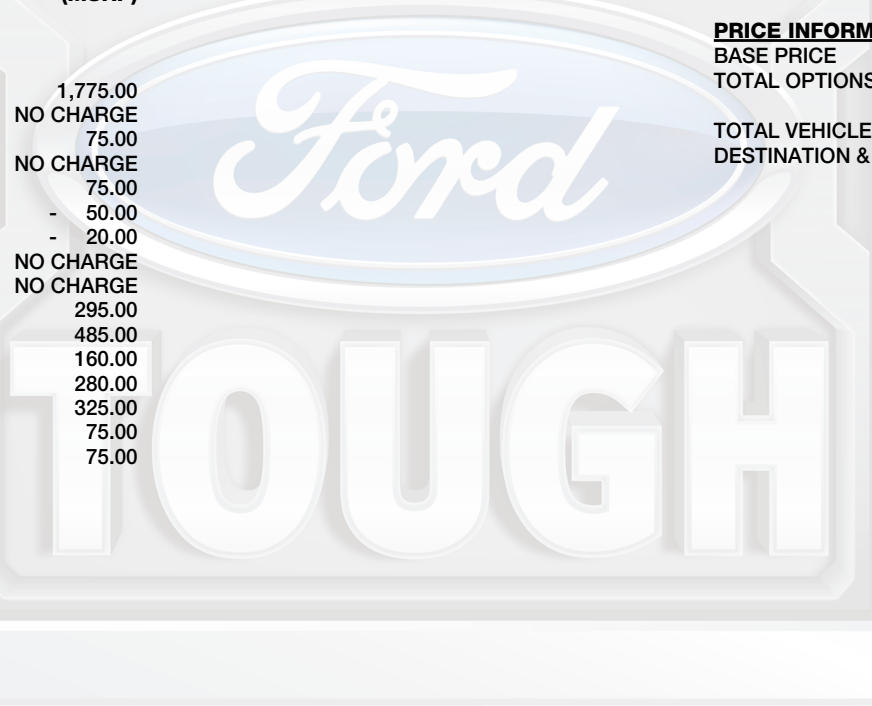 (MSRP)
1,775.00
NO CHARGE
75.00
NO CHARGE
75.00
- 50.00
- 20.00
NO CHARGE
NO CHARGE
295.00
485.00
160.00
280.00
325.00
75.00
75.00
PRICE INFORM
BASE PRICE
TOTAL OPTIONS
TOTAL VEHICLE
DESTINATION &
Ford
TOUGH